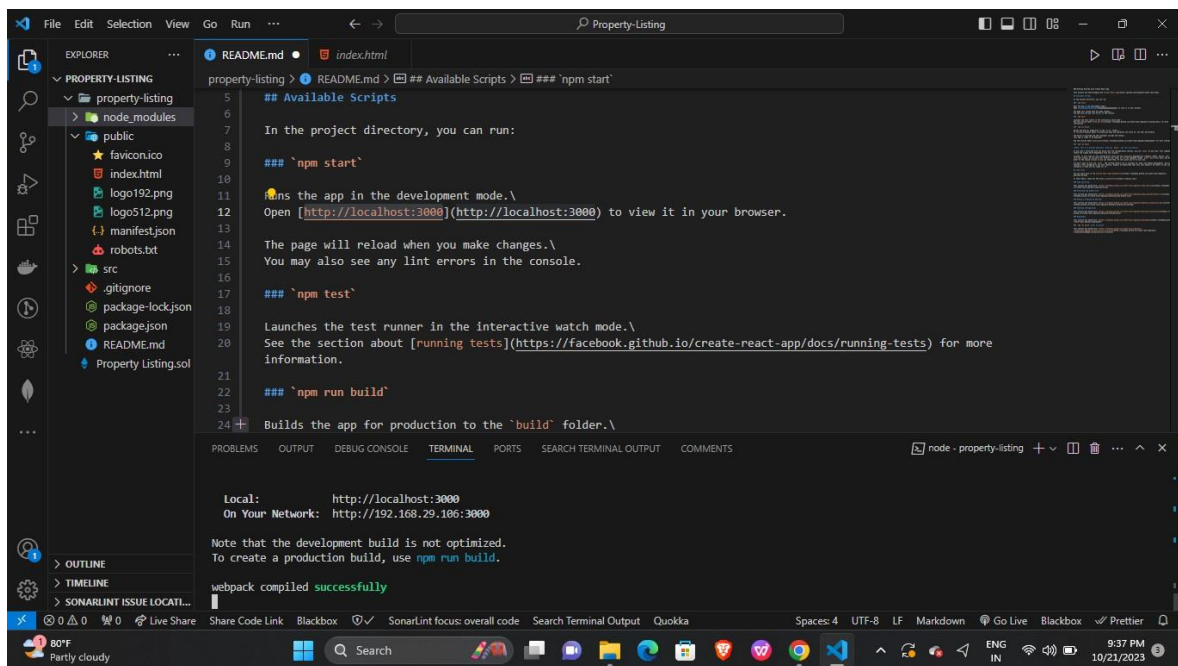 File Edit Selection View Go Run ··· Property-Listing
EXPLORER ···
PROPERTY-LISTING
property-listing
node_modules
public
favicon.ico
index.html
logo192.png
logo512.png
manifest.json
robots.txt
src
.gitignore
package-lock.json
package.json
README.md
Property Listing.sol
OUTLINE
TIMELINE
SONARLINT ISSUE LOCATI...
README.md index.html
property-listing > README.md > ## Available Scripts > ### `npm start`
5 ## Available Scripts
6
7 In the project directory, you can run:
8
9 ### `npm start`
10
11 Runs the app in the development mode.\
12 Open [http://localhost:3000](http://localhost:3000) to view it in your browser.
13
14 The page will reload when you make changes.\
15 You may also see any lint errors in the console.
16
17 ### `npm test`
18
19 Launches the test runner in the interactive watch mode.\
20 See the section about [running tests](https://facebook.github.io/create-react-app/docs/running-tests) for more
information.
21
22 ### `npm run build`
23
24 Builds the app for production to the `build` folder.\
PROBLEMS OUTPUT DEBUG CONSOLE TERMINAL PORTS SEARCH TERMINAL OUTPUT COMMENTS node - property-listing
Local: http://localhost:3000
On Your Network: http://192.168.29.106:3000
Note that the development build is not optimized.
To create a production build, use npm run build.
webpack compiled successfully
0 0 0 Live Share Share Code Link Blackbox SonarLint focus: overall code Search Terminal Output Quokka Spaces: 4 UTF-8 LF Markdown Go Live Blackbox Prettier
80°F
Partly cloudy
Search
ENG
IN
9:37 PM
10/21/2023